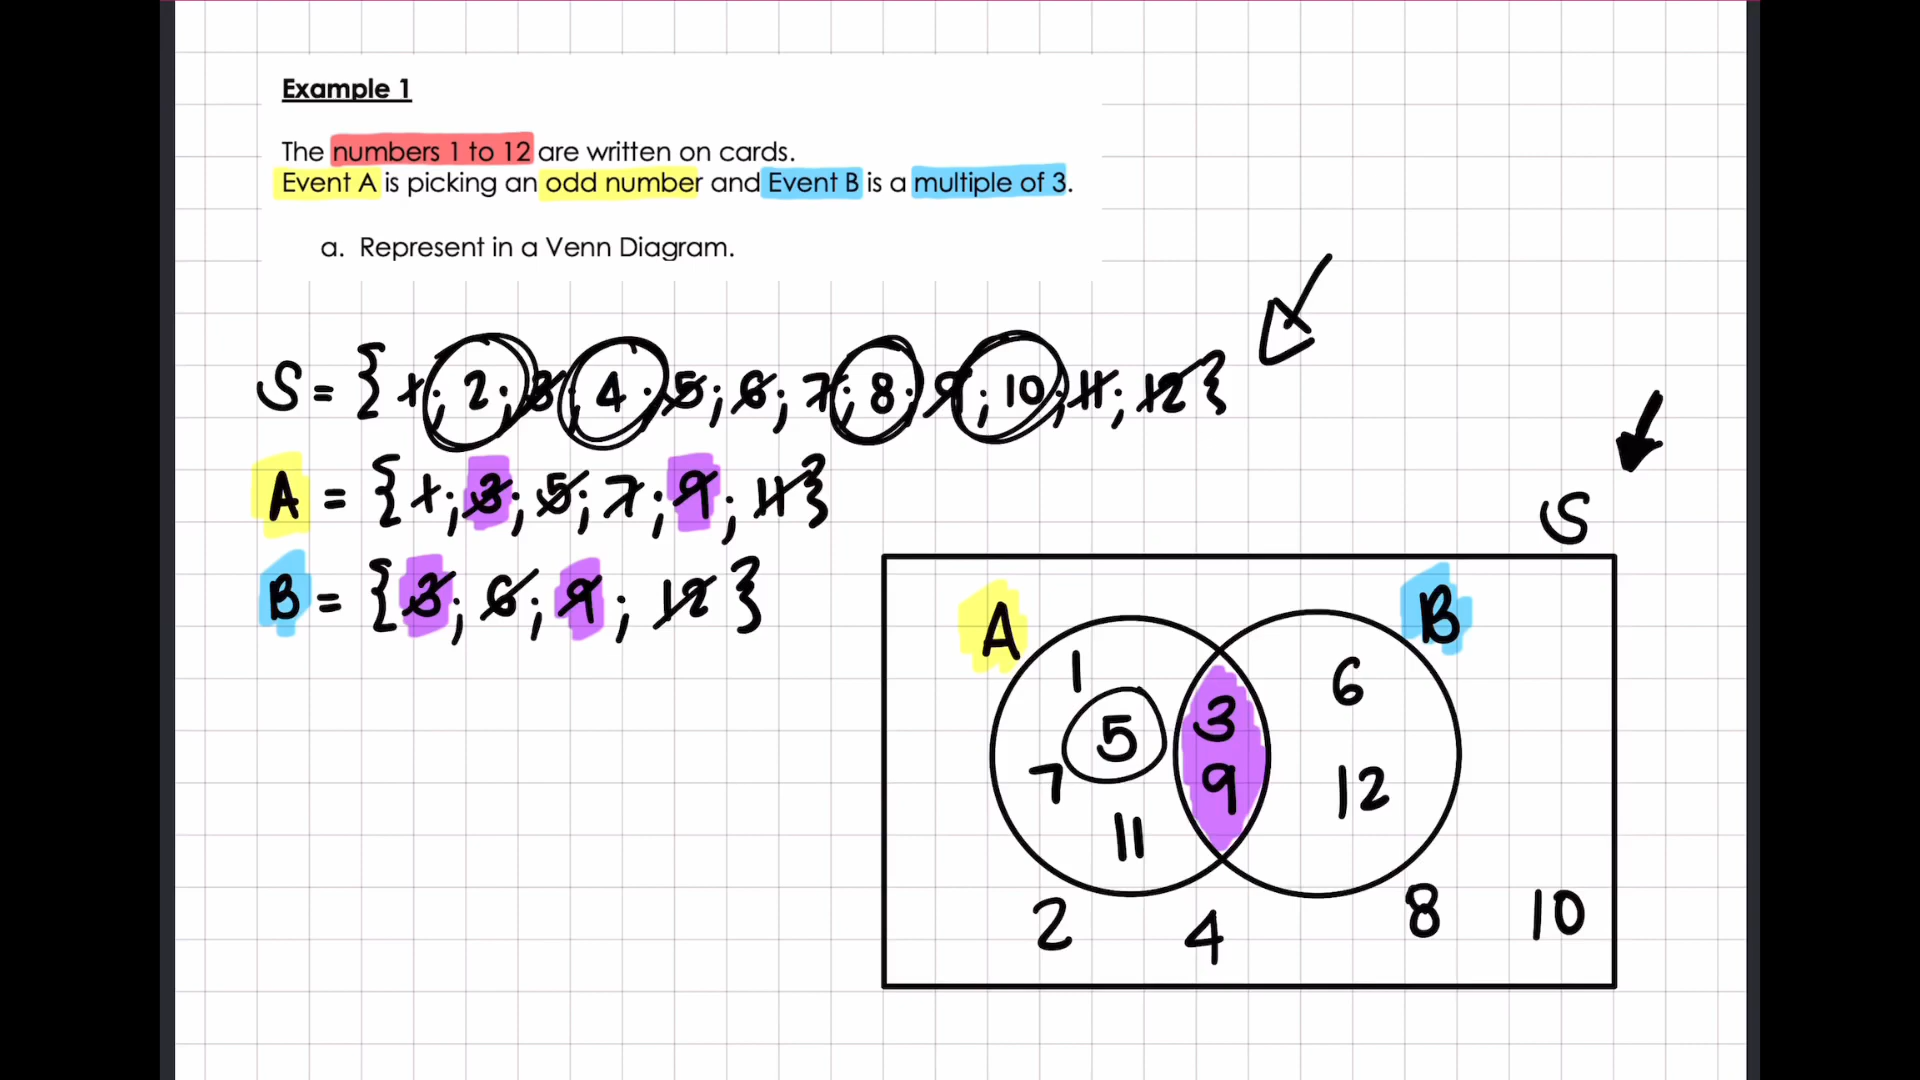 Example 1
The numbers 1 to 12 are written on cards.
Event A is picking an odd number and Event B is a multiple of 3.
a. Represent in a Venn Diagram.
S = {1; 2; 3; 4; 5; 6; 7; 8; 9; 10; 11; 12}
A = {1; 3; 5; 7; 9; 11}
B = {3; 6; 9; 12}
S
A B
1 3 6
5
7 9 12
11
2 4 8 10